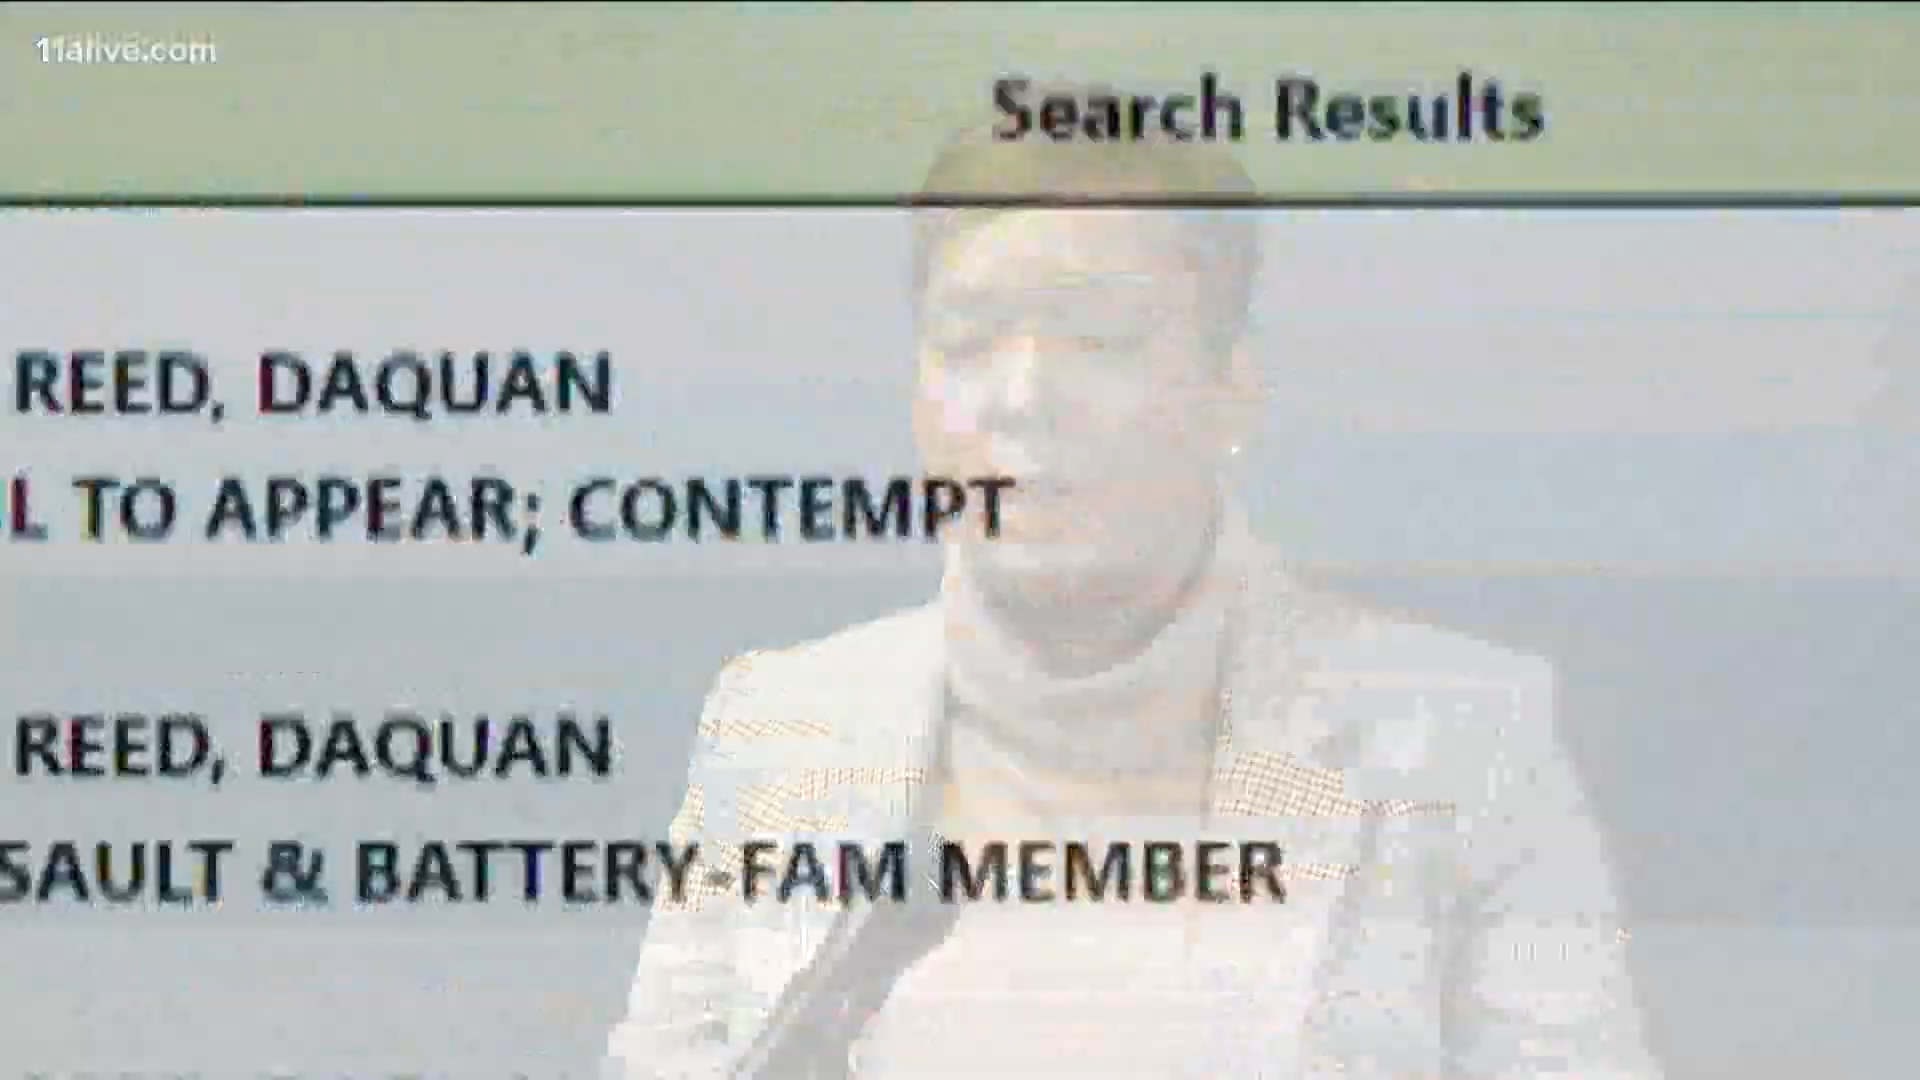 11alive.com
Search Results
REED, DAQUAN
L TO APPEAR; CONTEMPT
REED, DAQUAN
SAULT & BATTERY-FAM MEMBER